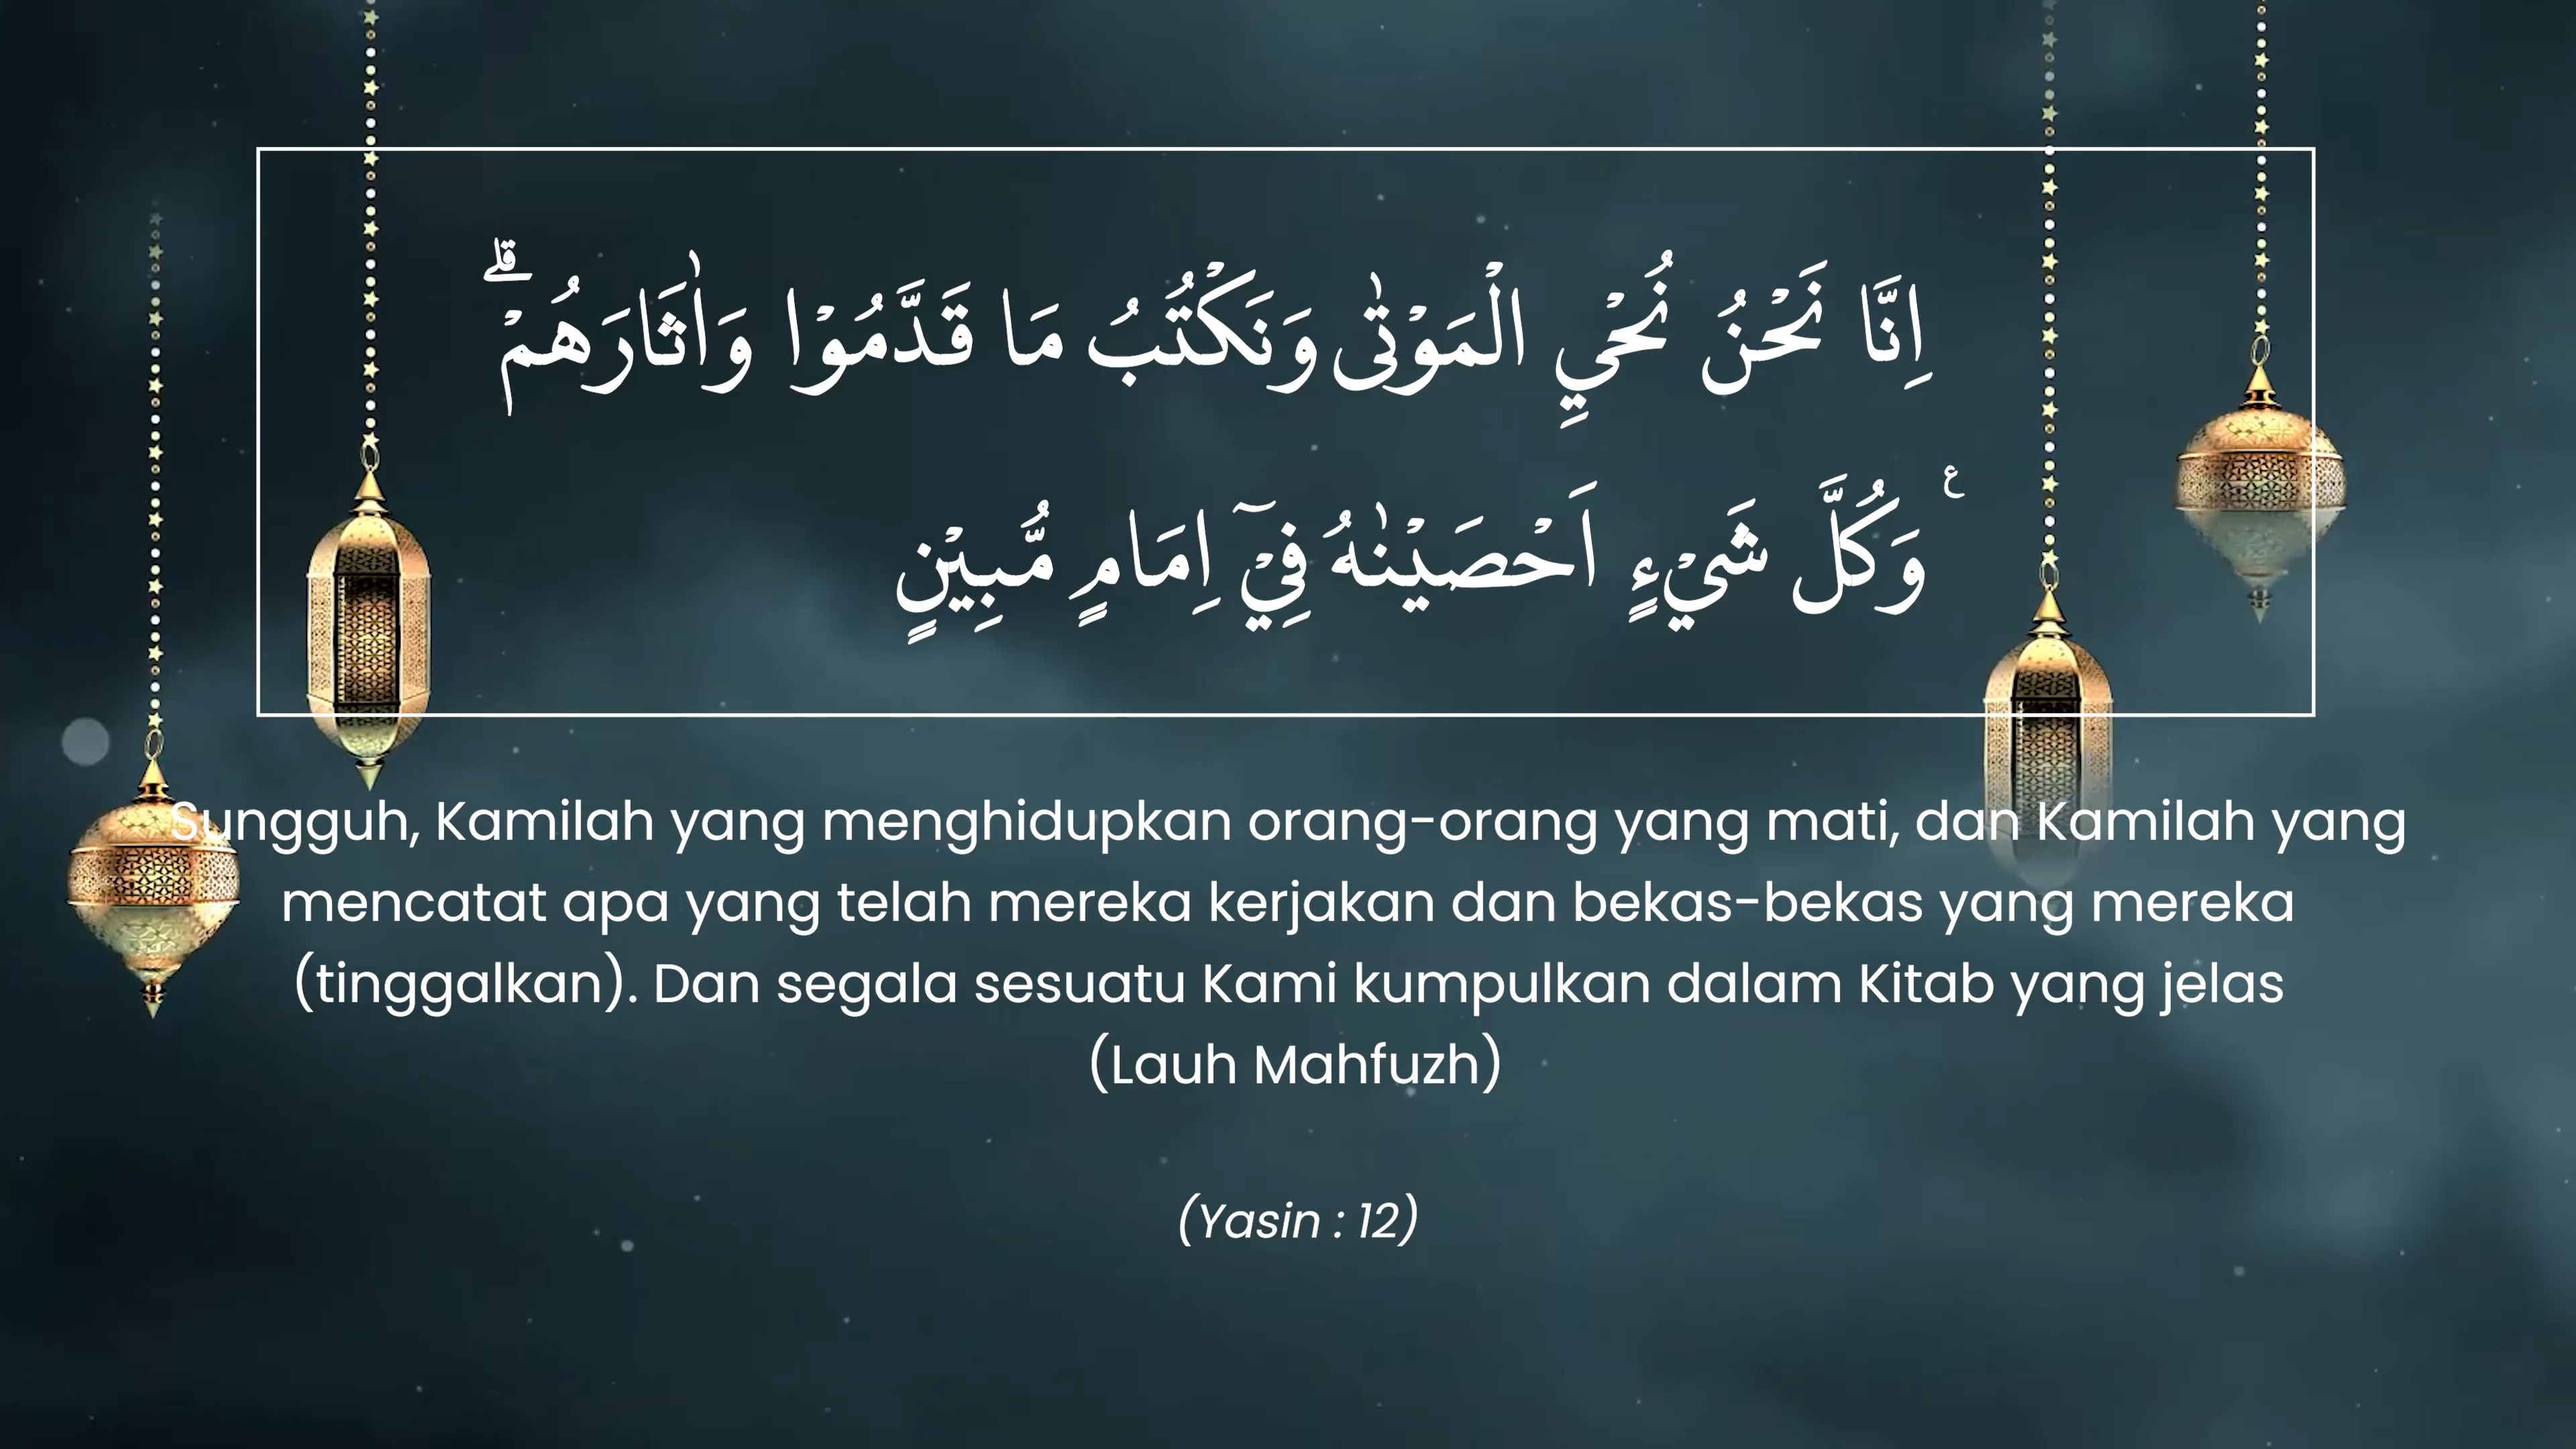 اِنَّا نَحْنُ نُحْيِ الْمَوْتٰى وَنَكْتُبُ مَا قَدَّمُوْا وَاٰثَارَهُمْۗ
وَكُلَّ شَيْءٍ اَحْصَيْنٰهُ فِيْٓ اِمَامٍ مُّبِيْنٍ ࣖ
Sungguh, Kamilah yang menghidupkan orang-orang yang mati, dan Kamilah yang
mencatat apa yang telah mereka kerjakan dan bekas-bekas yang mereka
(tinggalkan). Dan segala sesuatu Kami kumpulkan dalam Kitab yang jelas
(Lauh Mahfuzh)
(Yasin : 12)